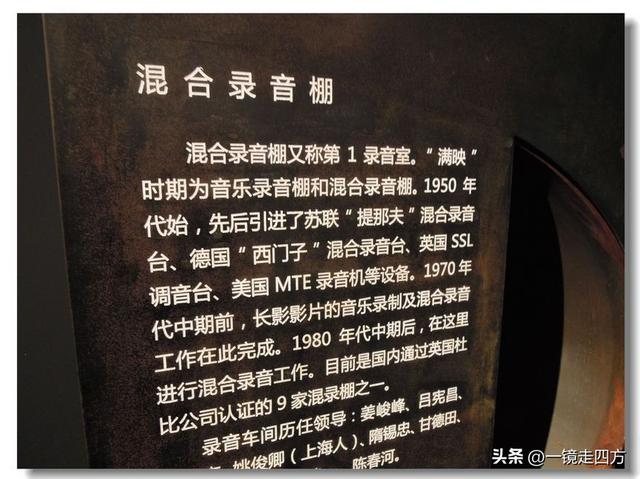 混合录音棚
混合录音棚又称第 1 录音室。“ 满映 ”
时期为音乐录音棚和混合录音棚。1950 年
代始，先后引进了苏联 “ 提那夫 ” 混合录音
台、德国 “ 西门子 ” 混合录音台、英国 SSL
调音台、美国 MTE 录音机等设备。1970 年
代中期前，长影影片的音乐录制及混合录音
工作在此完成。1980 年代中期后，在这里
进行混合录音工作。目前是国内通过英国杜
比公司认证的 9 家混录棚之一。
录音车间历任领导：姜峻峰、吕宪昌、
姚俊卿（上海人）、隋锡忠、甘德田、
陈春河。
头条 @一镜走四方